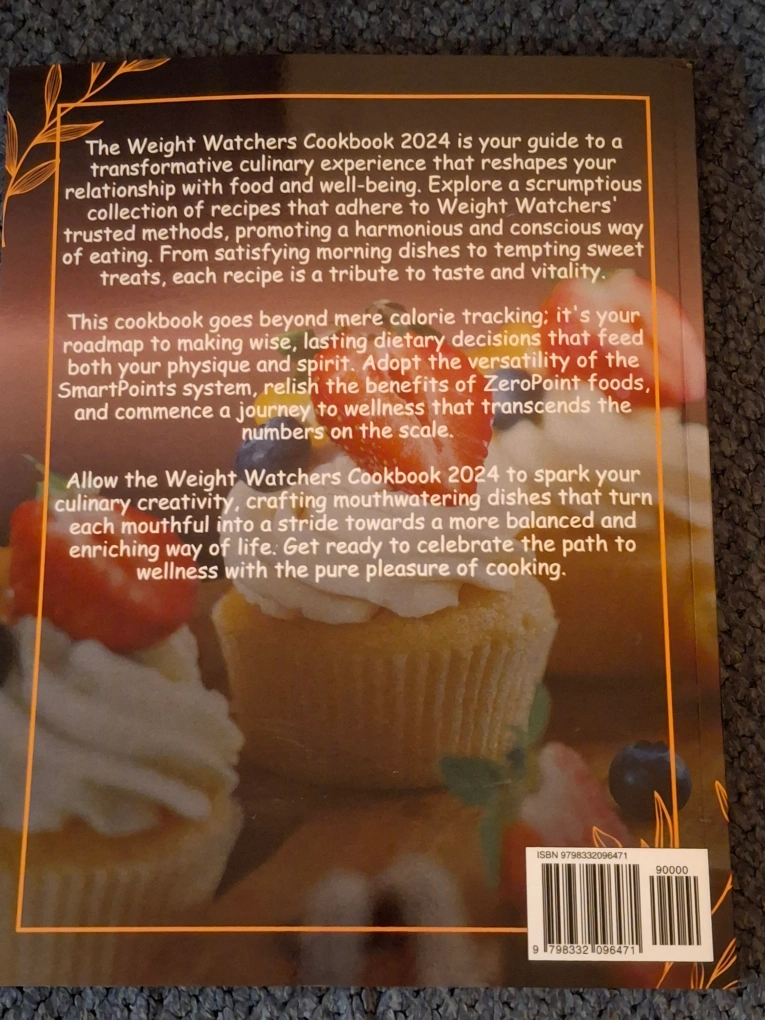 The Weight Watchers Cookbook 2024 is your guide to a
transformative culinary experience that reshapes your
relationship with food and well-being. Explore a scrumptious
collection of recipes that adhere to Weight Watchers'
trusted methods, promoting a harmonious and conscious way
of eating. From satisfying morning dishes to tempting sweet
treats, each recipe is a tribute to taste and vitality.
This cookbook goes beyond mere calorie tracking; it's your
roadmap to making wise, lasting dietary decisions that feed
both your physique and spirit. Adopt the versatility of the
SmartPoints system, relish the benefits of ZeroPoint foods,
and commence a journey to wellness that transcends the
numbers on the scale.
Allow the Weight Watchers Cookbook 2024 to spark your
culinary creativity, crafting mouthwatering dishes that turn
each mouthful into a stride towards a more balanced and
enriching way of life. Get ready to celebrate the path to
wellness with the pure pleasure of cooking.
ISBN 9798332096471
90000
9 798332 096471